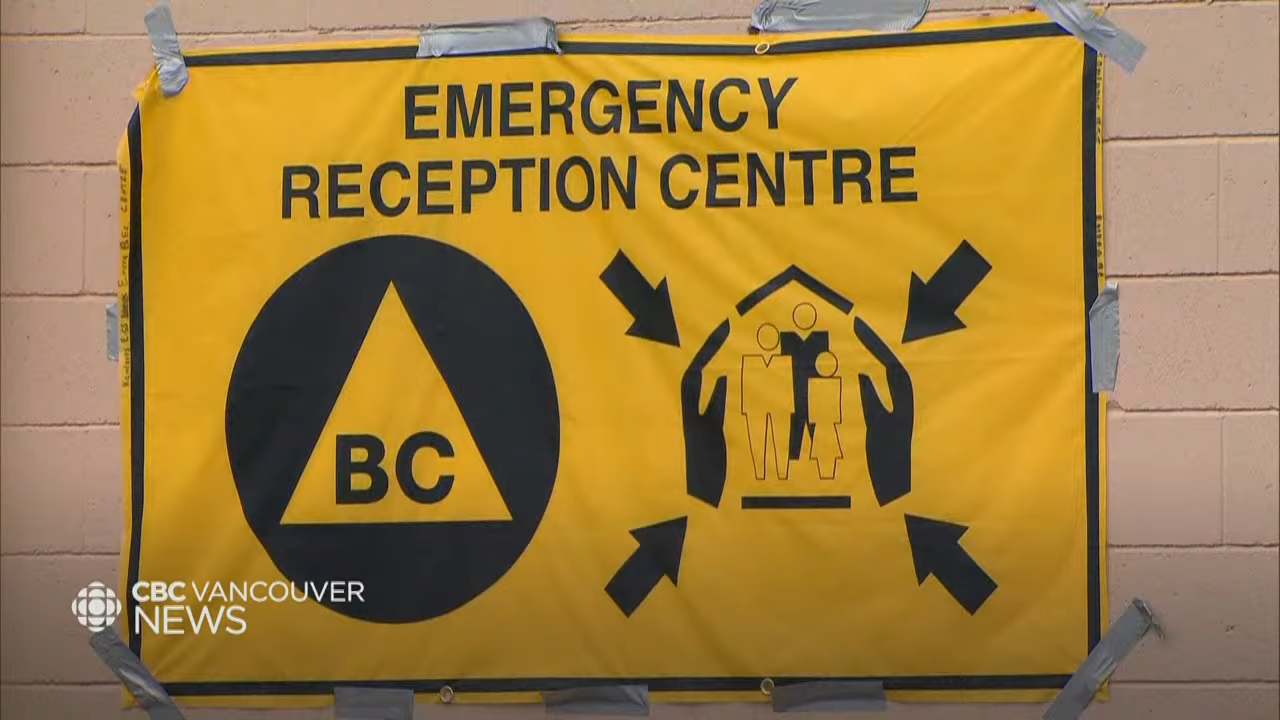 EMERGENCY
RECEPTION CENTRE
BC
CBC VANCOUVER
NEWS